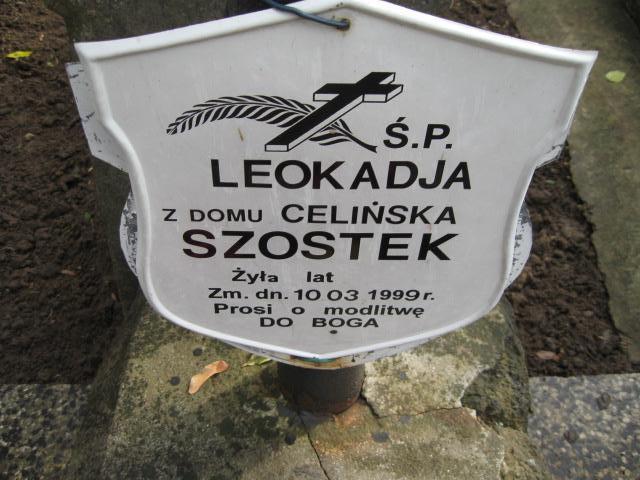 Ś.P.
LEOKADJA
Z DOMU CELIŃSKA
SZOSTEK
Żyła lat
Zm. dn. 10 03 1999 r.
Prosi o modlitwę
DO BOGA